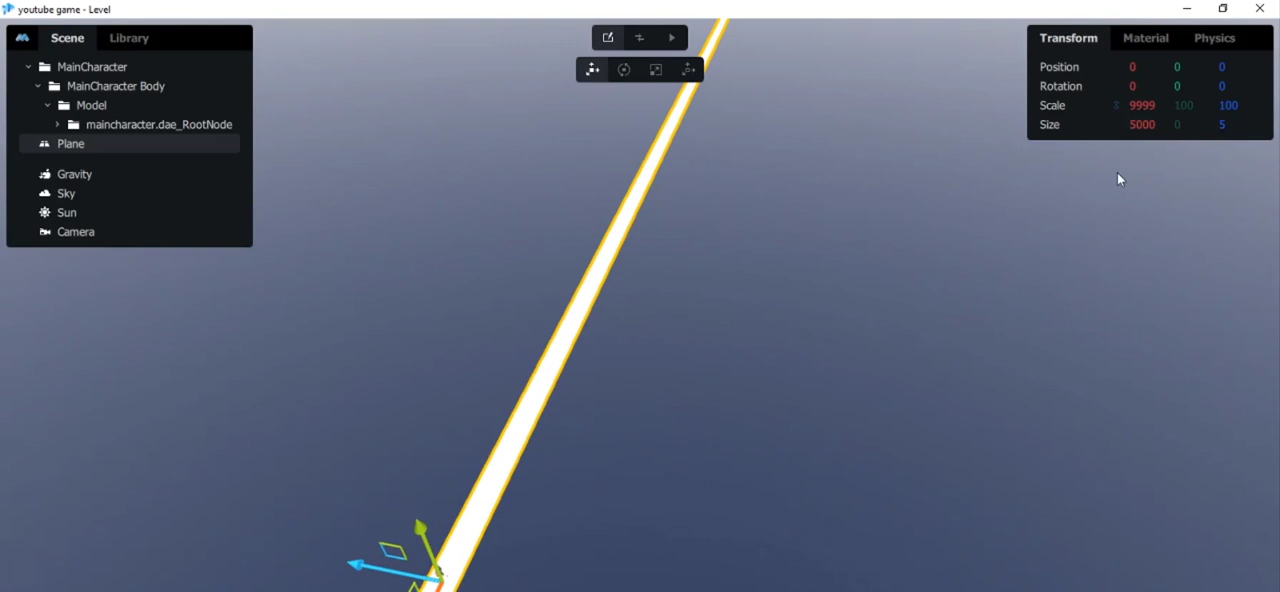 youtube game - Level
Scene Library
MainCharacter
MainCharacter Body
Model
maincharacter.dae_RootNode
Plane
Gravity
Sky
Sun
Camera
Transform Material Physics
Position 0 0 0
Rotation 0 0 0
Scale 9999 100 100
Size 5000 0 5